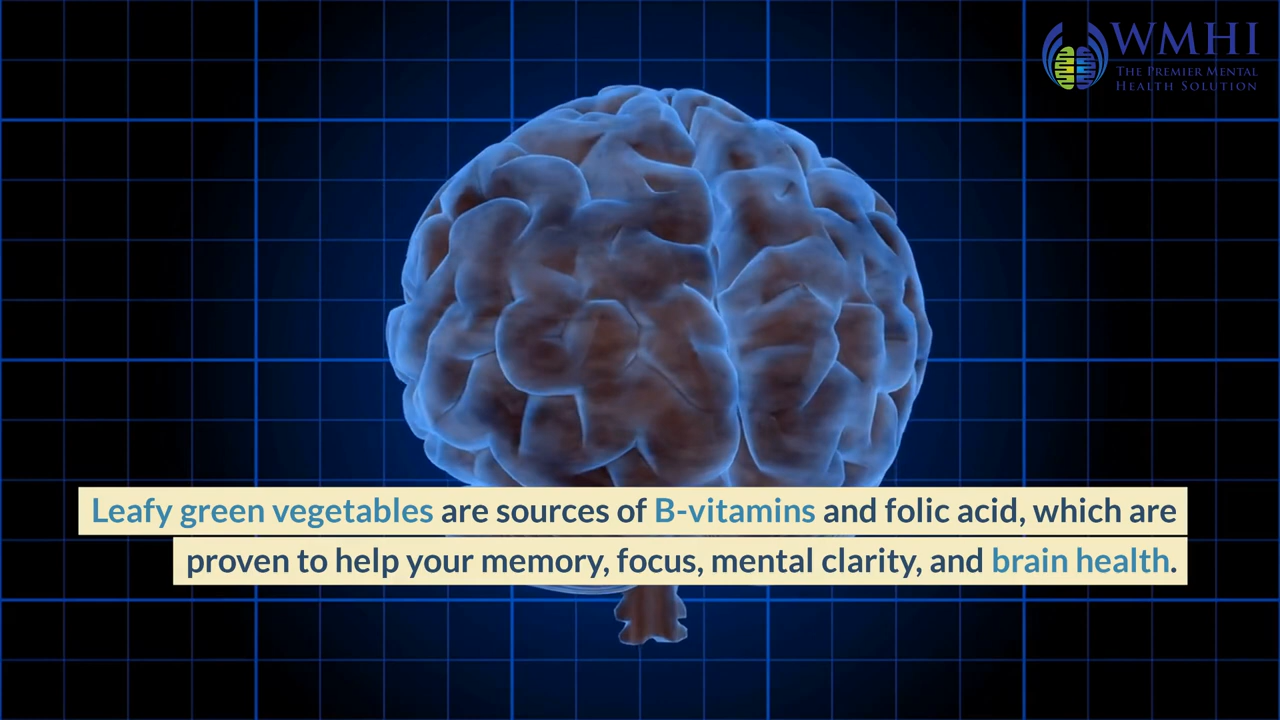 WMHI
THE PREMIER MENTAL
HEALTH SOLUTION
Leafy green vegetables are sources of B-vitamins and folic acid, which are
proven to help your memory, focus, mental clarity, and brain health.